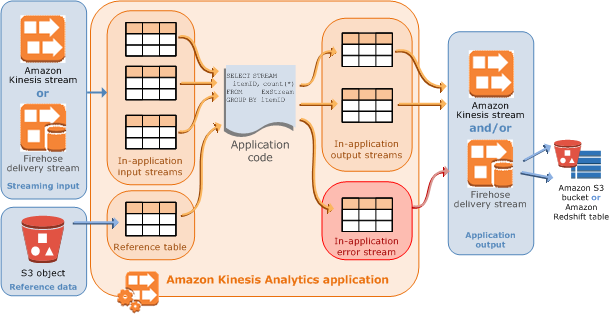 Amazon
Kinesis stream
or
Firehose
delivery stream
Streaming input
S3 object
Reference data
In-application
input streams
Reference table
SELECT STREAM
itemID, count(*)
FROM ExStream
GROUP BY itemID
Application
code
In-application
output streams
In-application
error stream
Amazon Kinesis Analytics application
Amazon
Kinesis stream
and/or
Firehose
delivery stream
Application
output
Amazon S3
bucket or
Amazon
Redshift table